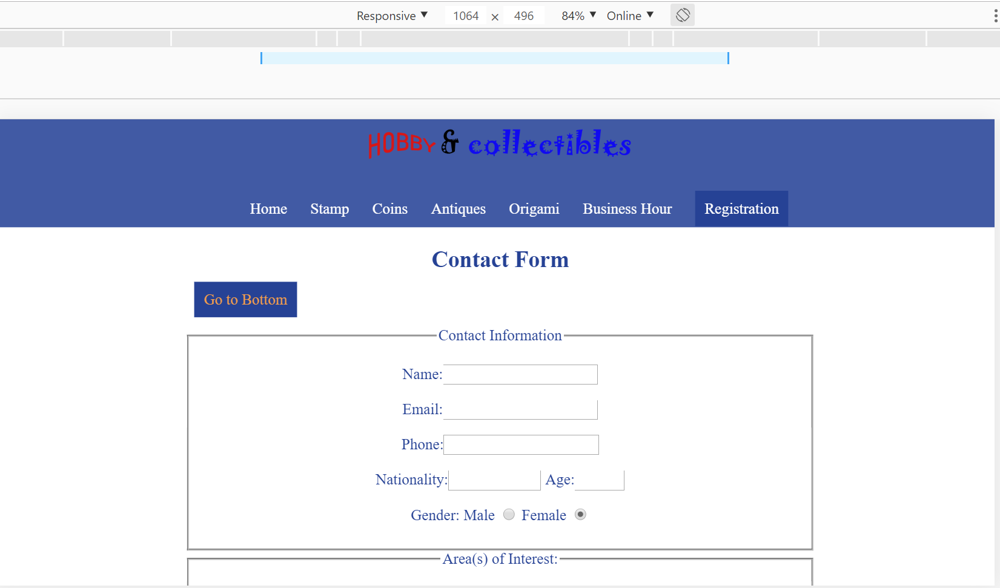 Responsive ▼ 1064 × 496 84% ▼ Online ▼
HOBBY & collectibles
Home Stamp Coins Antiques Origami Business Hour Registration
Contact Form
Go to Bottom
Contact Information
Name:
Email:
Phone:
Nationality: Age:
Gender: Male Female
Area(s) of Interest: